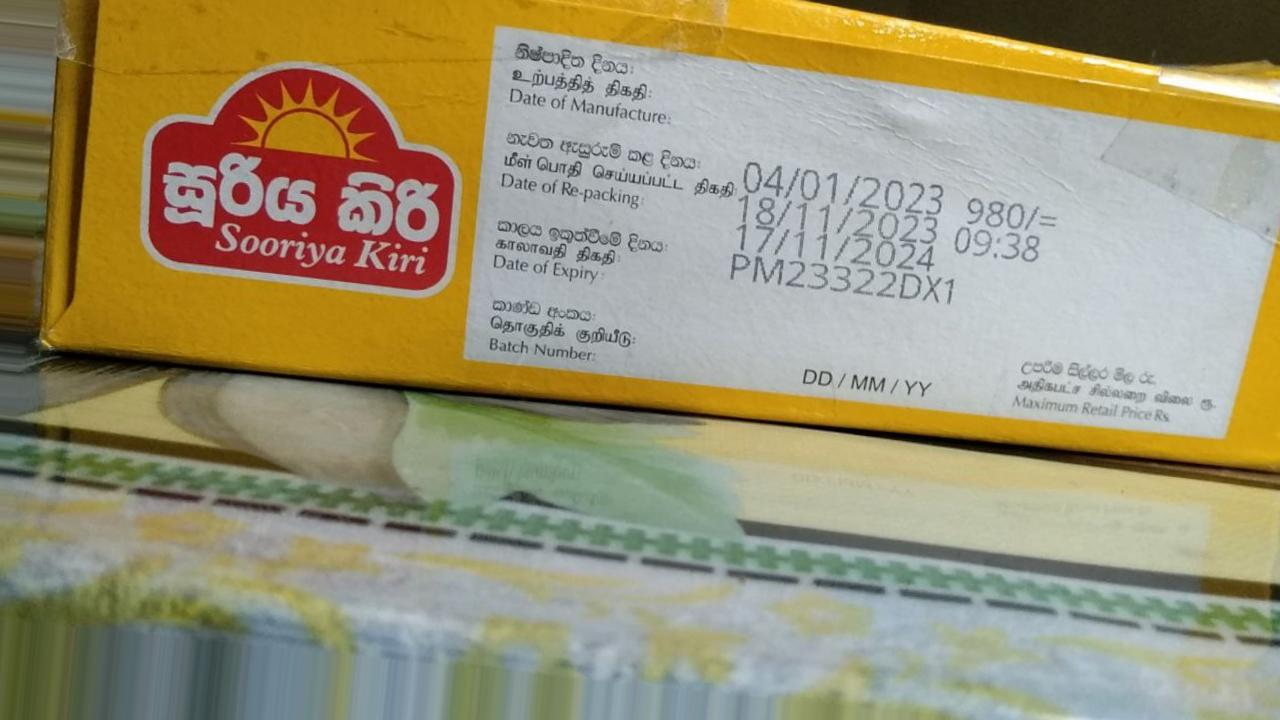 සූරිය කිරි
Sooriya Kiri
නිෂ්පාදිත දිනය:
உற்பத்தித் திகதி:
Date of Manufacture:
නැවත ඇසුරුම් කළ දිනය:
மீள் பொதி செய்யப்பட்ட திகதி:
Date of Re-packing:
කාලය ඉකුත්වීමේ දිනය:
காலாவதி திகதி:
Date of Expiry:
කාණ්ඩ අංකය:
தொகுதிக் குறியீடு:
Batch Number:
04/01/2023 980/=
18/11/2023 09:38
17/11/2024
PM23322DX1
DD / MM / YY
උපරිම සිල්ලර මිල රු.
அதிகபட்ச சில்லறை விலை ரூ.
Maximum Retail Price Rs.